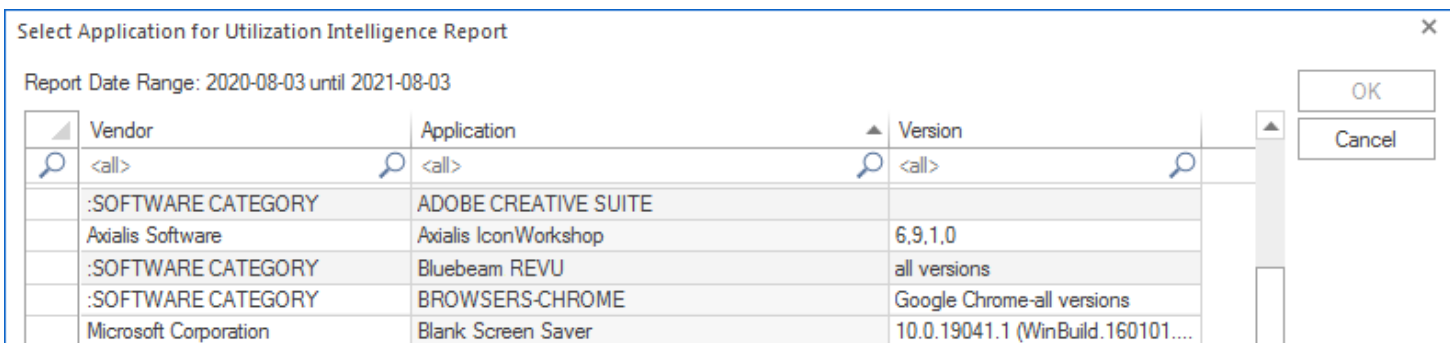 Select Application for Utilization Intelligence Report
Report Date Range: 2020-08-03 until 2021-08-03
OK
Cancel
Vendor Application Version
<all> <all> <all>
:SOFTWARE CATEGORY ADOBE CREATIVE SUITE
Axialis Software Axialis IconWorkshop 6,9,1,0
:SOFTWARE CATEGORY Bluebeam REVU all versions
:SOFTWARE CATEGORY BROWSERS-CHROME Google Chrome-all versions
Microsoft Corporation Blank Screen Saver 10.0.19041.1 (WinBuild.160101....